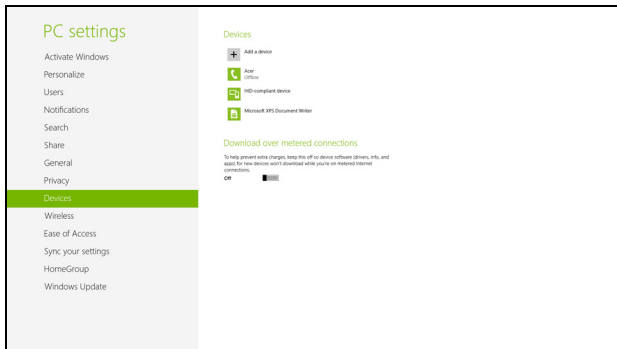 PC settings
Activate Windows
Personalize
Users
Notifications
Search
Share
General
Privacy
Devices
Wireless
Ease of Access
Sync your settings
HomeGroup
Windows Update
Devices
Add a device
Acer
Offline
HID-compliant device
Microsoft XPS Document Writer
Download over metered connections
To help prevent extra charges, keep this off so device software (drivers, info, and
apps) for new devices won't download while you're on metered Internet
connections.
Off